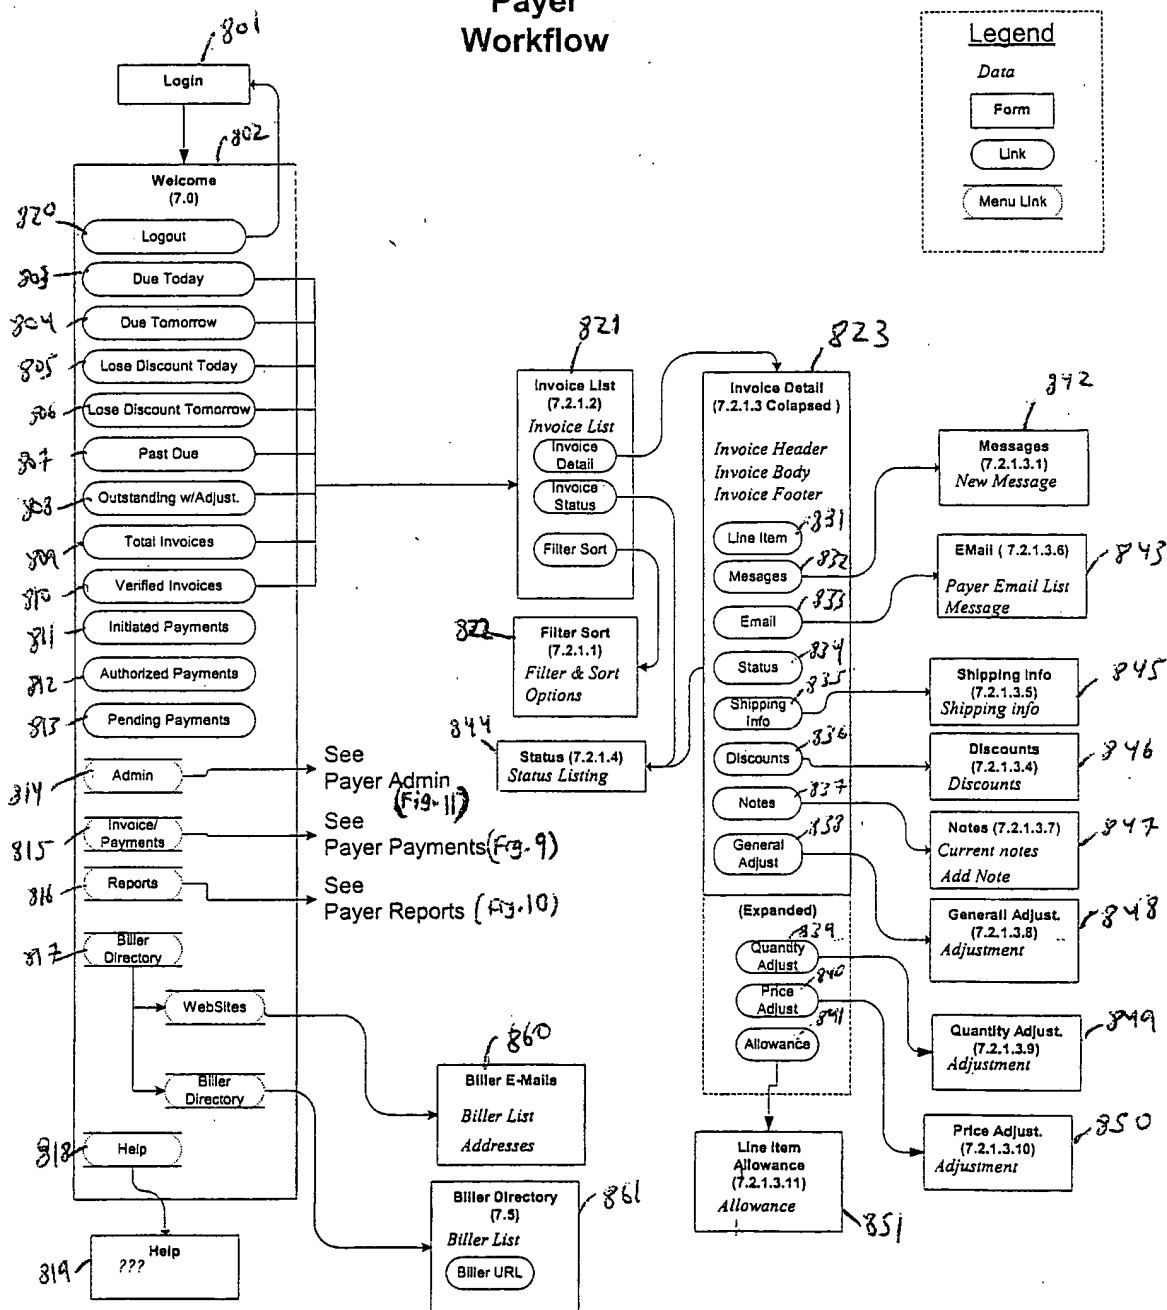 Payer
Workflow
Legend
Data
Form
Link
Menu Link
801
Login
802
Welcome
(7.0)
820
Logout
803
Due Today
804
Due Tomorrow
805
Lose Discount Today
806
Lose Discount Tomorrow
807
Past Due
808
Outstanding w/Adjust.
809
Total Invoices
810
Verified Invoices
811
Initiated Payments
812
Authorized Payments
813
Pending Payments
814
Admin
See
Payer Admin
(Fig. 11)
815
Invoice/
Payments
See
Payer Payments (Fig. 9)
816
Reports
See
Payer Reports (Fig. 10)
817
Biller
Directory
WebSites
Biller
Directory
818
Help
819
Help
???
821
Invoice List
(7.2.1.2)
Invoice List
Invoice
Detail
Invoice
Status
Filter Sort
822
Filter Sort
(7.2.1.1)
Filter & Sort
Options
844
Status (7.2.1.4)
Status Listing
860
Biller E-Mails
Biller List
Addresses
861
Biller Directory
(7.5)
Biller List
Biller URL
823
Invoice Detail
(7.2.1.3 Colapsed )
Invoice Header
Invoice Body
Invoice Footer
831
Line Item
832
Mesages
833
Email
834
Status
835
Shipping
Info
836
Discounts
837
Notes
838
General
Adjust
(Expanded)
839
Quantity
Adjust
840
Price
Adjust
841
Allowance
Line Item
Allowance
(7.2.1.3.11)
Allowance
851
842
Messages
(7.2.1.3.1)
New Message
EMail ( 7.2.1.3.6)
Payer Email List
Message
843
Shipping Info
(7.2.1.3.5)
Shipping info
845
Discounts
(7.2.1.3.4)
Discounts
846
Notes (7.2.1.3.7)
Current notes
Add Note
847
Generall Adjust.
(7.2.1.3.8)
Adjustment
848
Quantity Adjust.
(7.2.1.3.9)
Adjustment
849
Price Adjust.
(7.2.1.3.10)
Adjustment
850